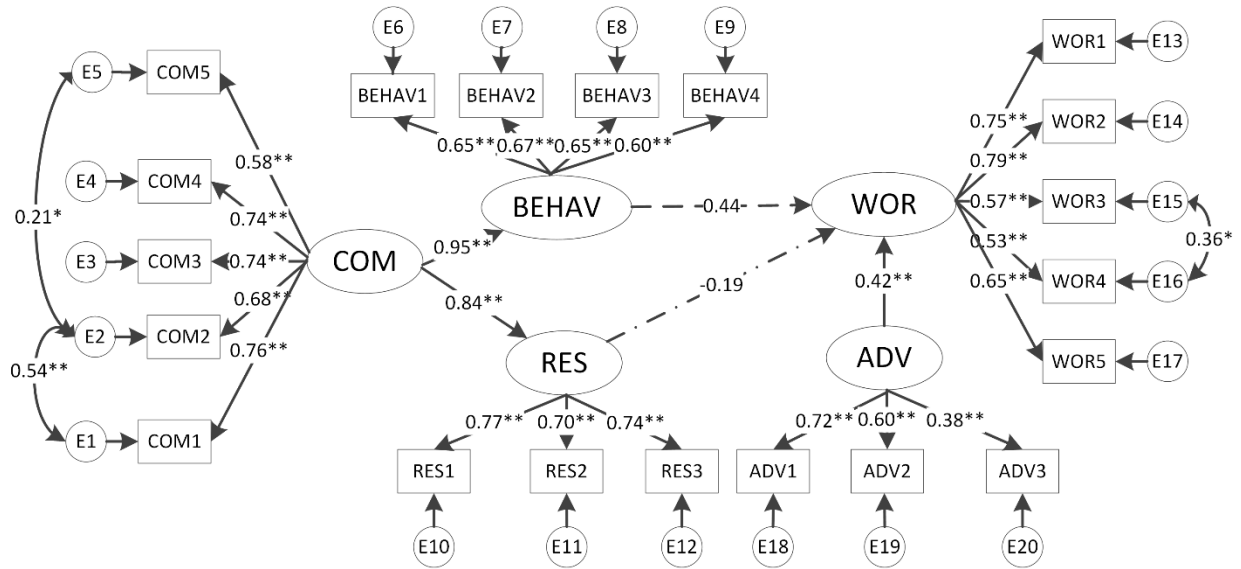 E6 E7 E8 E9
E5 COM5
BEHAV1 BEHAV2 BEHAV3 BEHAV4
WOR1 E13
0.65** 0.67** 0.65** 0.60**
0.75**
WOR2 E14
0.58**
0.79**
E4 COM4
0.21*
0.74**
BEHAV
-0.44
WOR
0.57**
WOR3 E15
E3 COM3
0.74**
COM
0.95**
0.53**
0.36*
0.68**
0.84**
-0.19
0.42**
0.65**
WOR4 E16
E2 COM2
0.54**
0.76**
RES
ADV
WOR5 E17
E1 COM1
0.77** 0.70** 0.74**
0.72** 0.60** 0.38**
RES1 RES2 RES3 ADV1 ADV2 ADV3
E10 E11 E12 E18 E19 E20